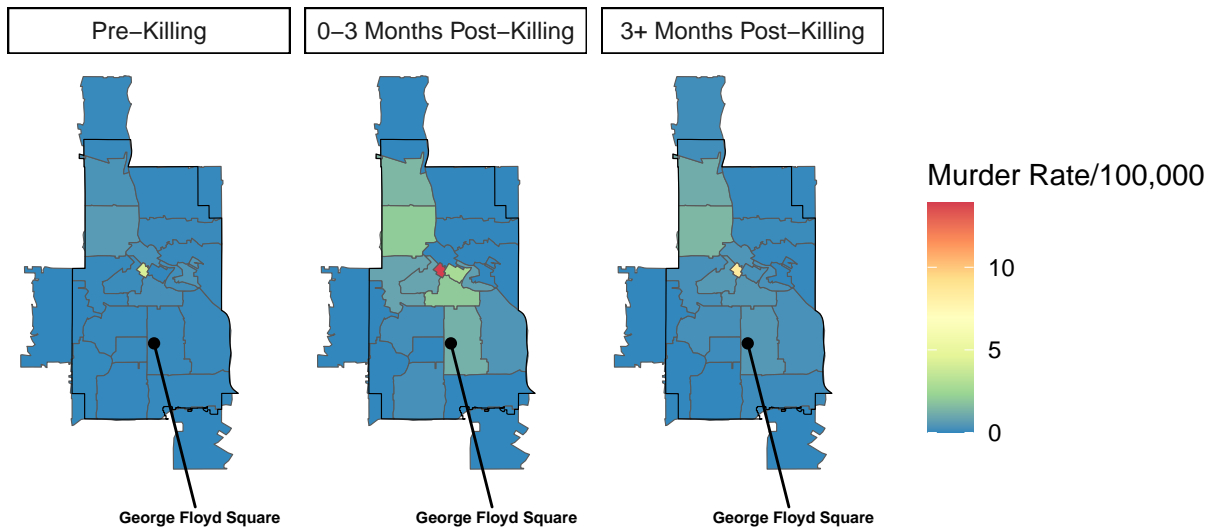 Pre−Killing
0−3 Months Post−Killing
3+ Months Post−Killing
Murder Rate/100,000
10
5
0
George Floyd Square
George Floyd Square
George Floyd Square